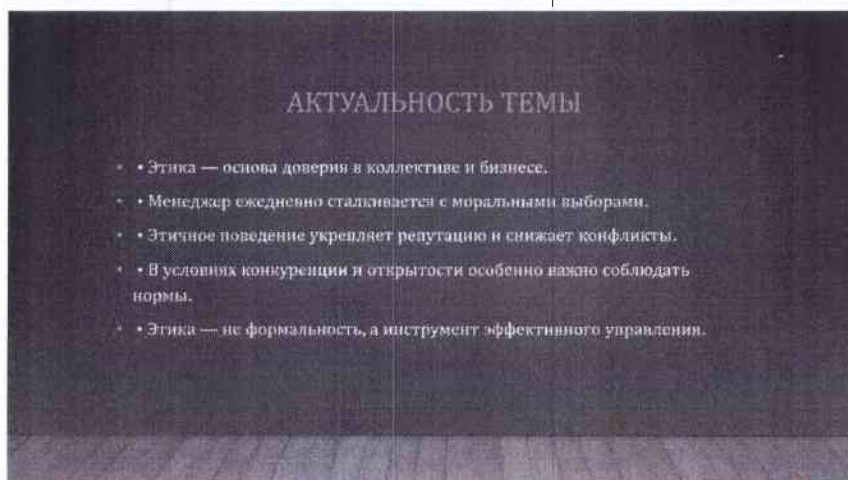 АКТУАЛЬНОСТЬ ТЕМЫ
• • Этика — основа доверия в коллективе и бизнесе.
• • Менеджер ежедневно сталкивается с моральными выборами.
• • Этичное поведение укрепляет репутацию и снижает конфликты.
• • В условиях конкуренции и открытости особенно важно соблюдать
нормы.
• • Этика — не формальность, а инструмент эффективного управления.